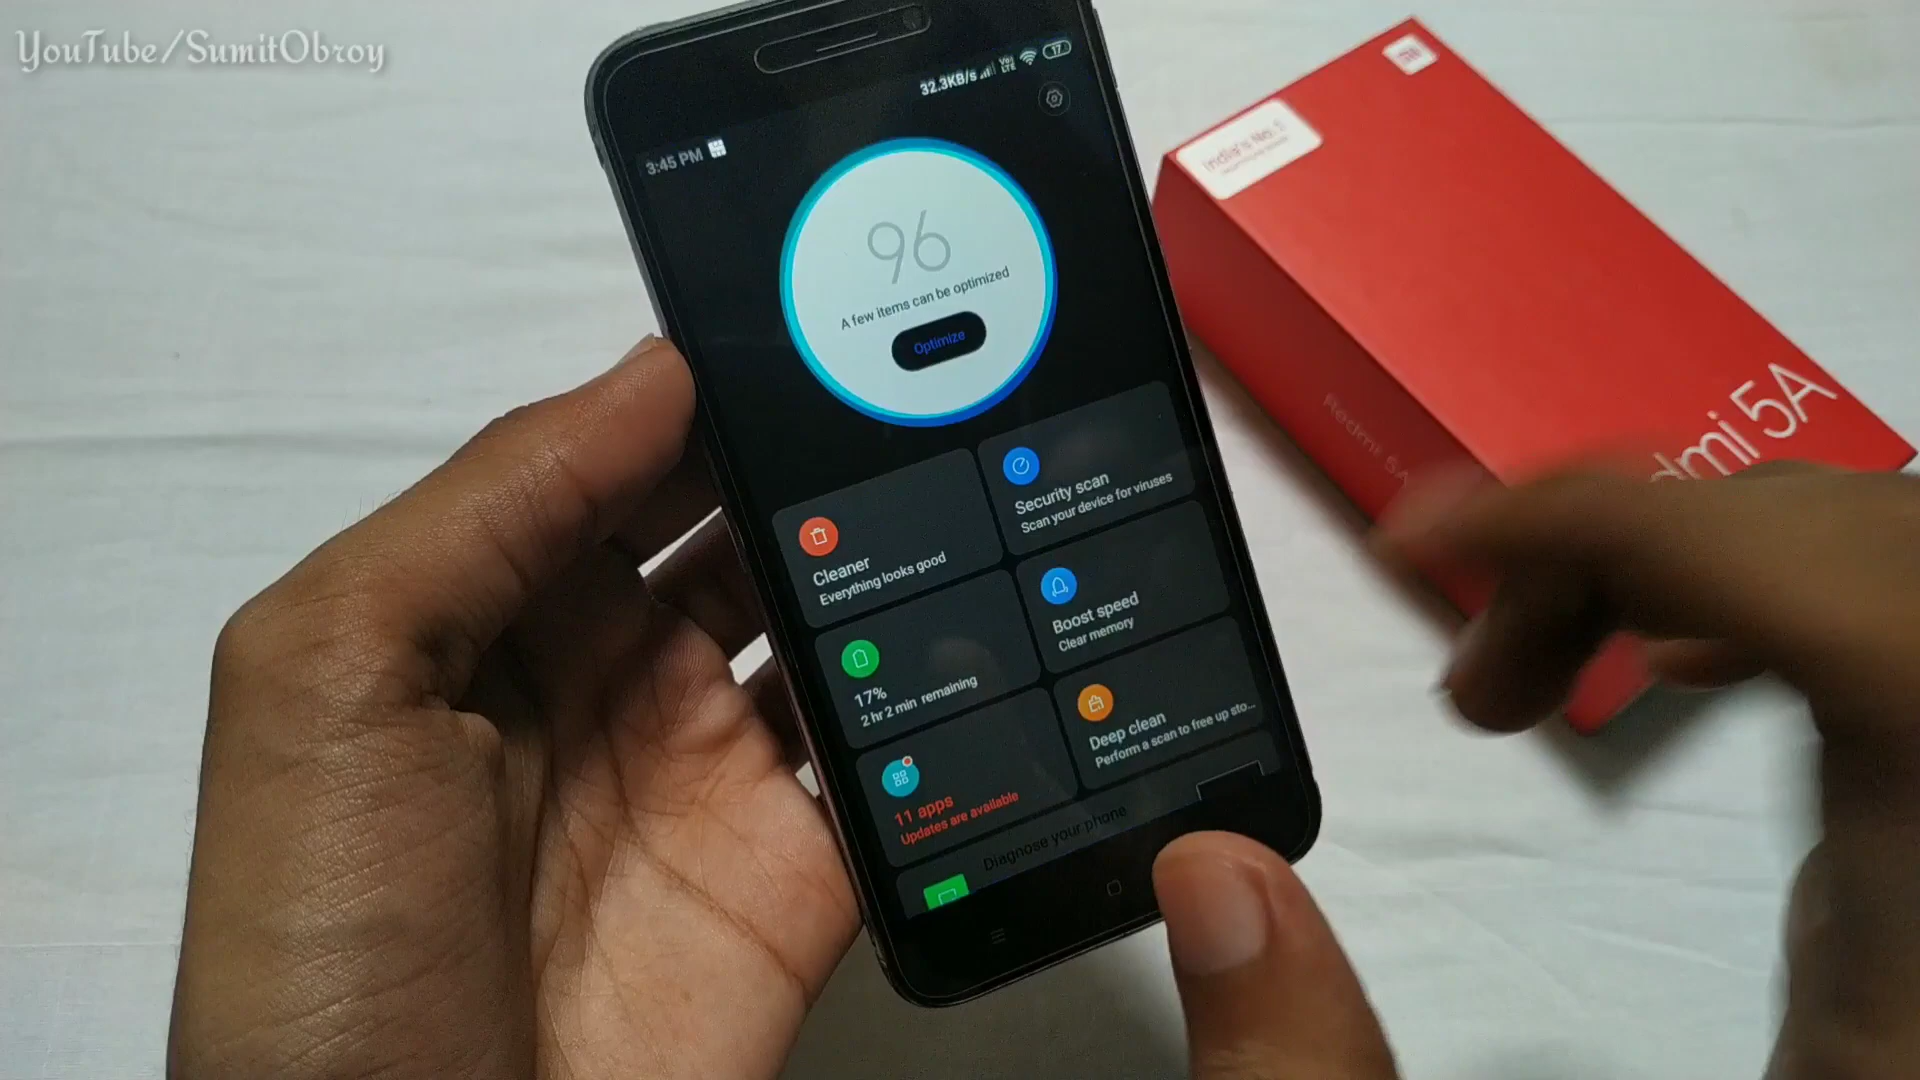 YouTube/SumitObroy
32.3KB/s
Vo
LTE
17
3:45 PM
96
A few items can be optimized
Optimize
Security scan
Scan your device for viruses
Cleaner
Everything looks good
Boost speed
Clear memory
17%
2 hr 2 min remaining
Deep clean
Perform a scan to free up sto...
11 apps
Updates are available
Diagnose your phone
India's No.
Redmi 5A
dmi 5A